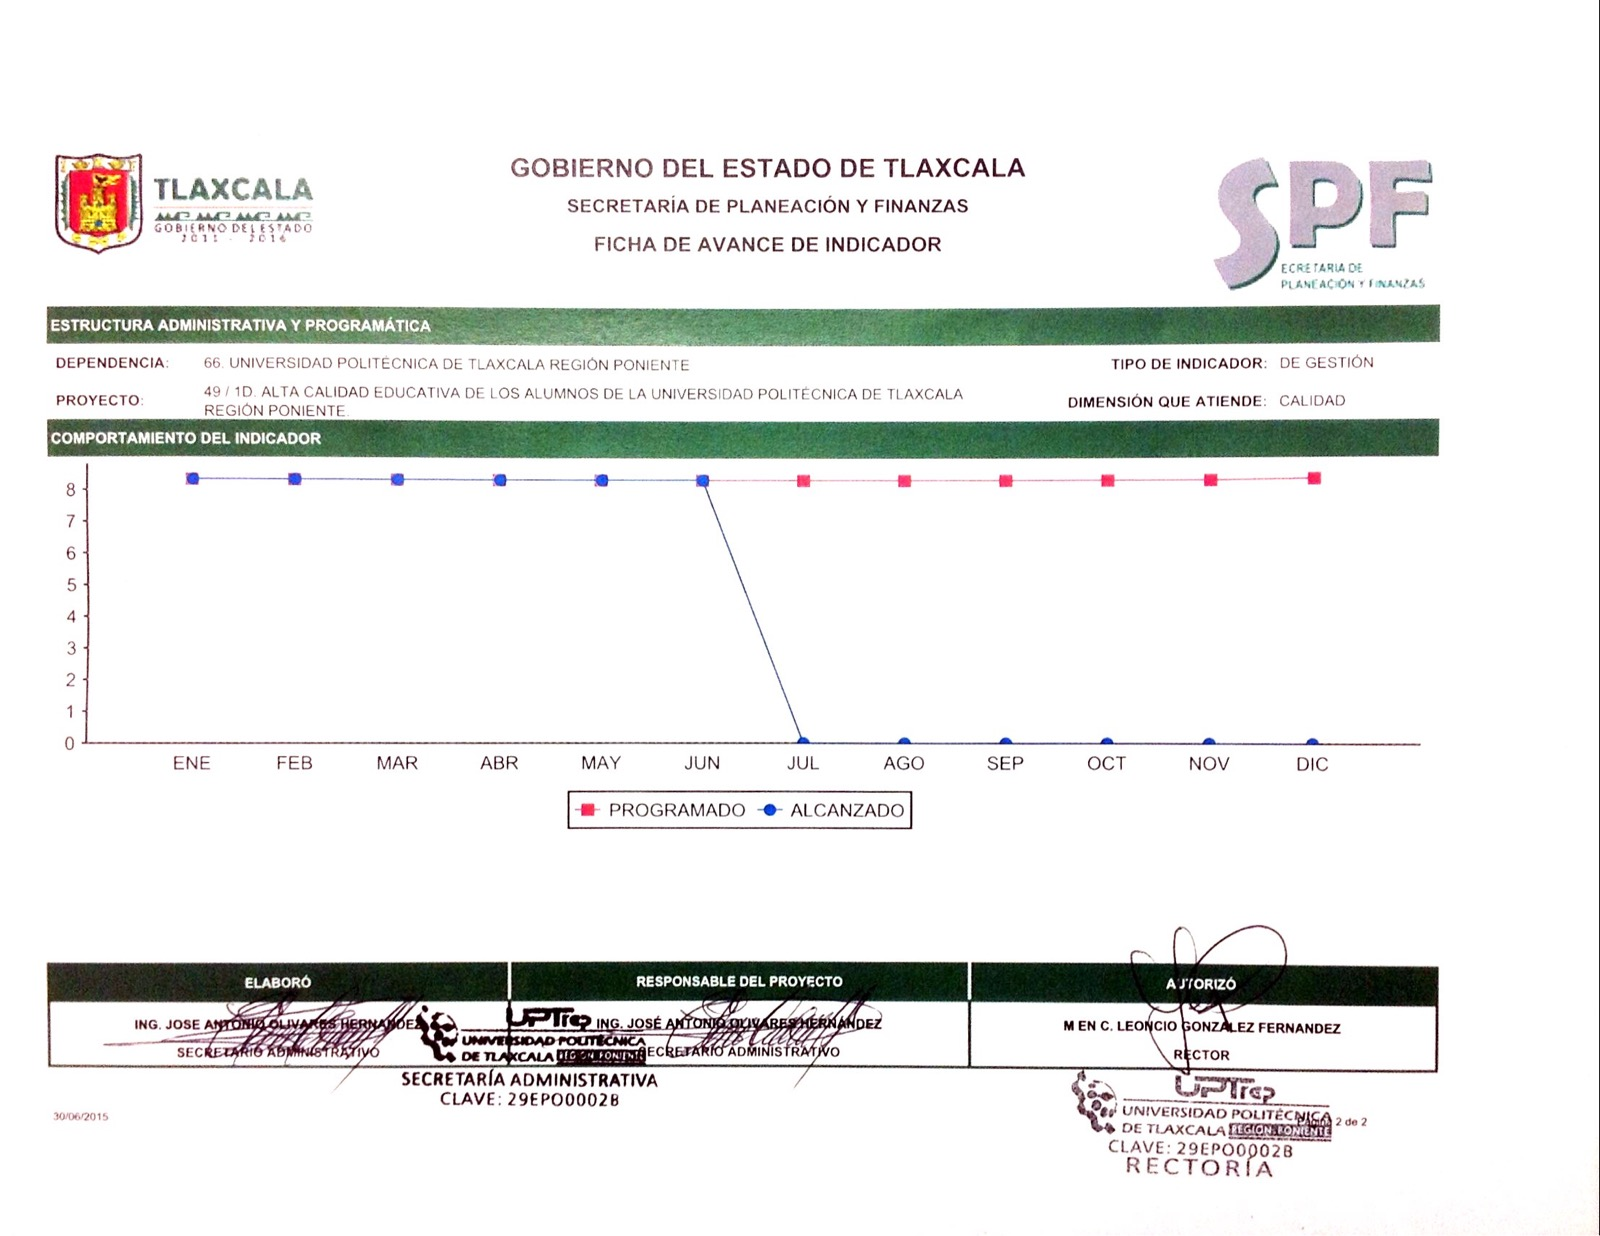 TLAXCALA
GOBIERNO DEL ESTADO
2011 - 2016
GOBIERNO DEL ESTADO DE TLAXCALA
SECRETARÍA DE PLANEACIÓN Y FINANZAS
FICHA DE AVANCE DE INDICADOR
SPF
ECRETARIA DE
PLANEACIÓN Y FINANZAS
ESTRUCTURA ADMINISTRATIVA Y PROGRAMÁTICA
DEPENDENCIA: 66. UNIVERSIDAD POLITÉCNICA DE TLAXCALA REGIÓN PONIENTE
TIPO DE INDICADOR: DE GESTIÓN
PROYECTO: 49 / 1D. ALTA CALIDAD EDUCATIVA DE LOS ALUMNOS DE LA UNIVERSIDAD POLITÉCNICA DE TLAXCALA
REGIÓN PONIENTE.
DIMENSIÓN QUE ATIENDE: CALIDAD
COMPORTAMIENTO DEL INDICADOR
8
7
6
5
4
3
2
1
0
ENE FEB MAR ABR MAY JUN JUL AGO SEP OCT NOV DIC
PROGRAMADO ALCANZADO
ELABORÓ
RESPONSABLE DEL PROYECTO
AUTORIZÓ
ING. JOSE ANTONIO OLIVARES HERNANDEZ
SECRETARIO ADMINISTRATIVO
ING. JOSÉ ANTONIO OLIVARES HERNÁNDEZ
SECRETARIO ADMINISTRATIVO
M EN C. LEONCIO GONZALEZ FERNANDEZ
RECTOR
UPTrep
UNIVERSIDAD POLITÉCNICA
DE TLAXCALA REGIÓN PONIENTE
SECRETARÍA ADMINISTRATIVA
CLAVE: 29EPO0002B
30/06/2015
UPTrep
UNIVERSIDAD POLITÉCNICA
DE TLAXCALA REGIÓN PONIENTE
CLAVE: 29EPO0002B
RECTORÍA
Página 2 de 2